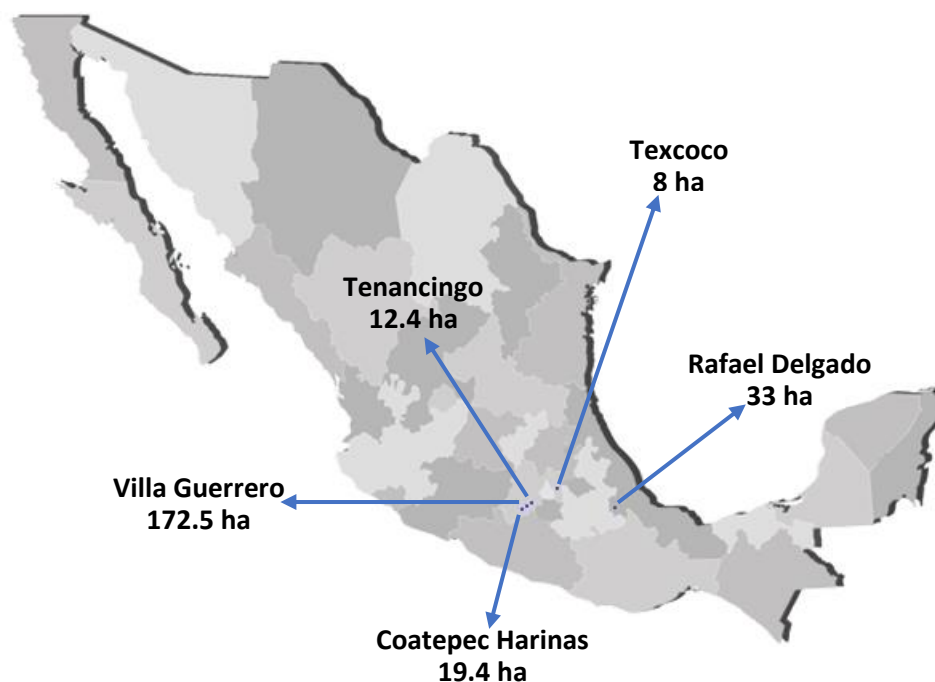 Texcoco
8 ha
Tenancingo
12.4 ha
Rafael Delgado
33 ha
Villa Guerrero
172.5 ha
Coatepec Harinas
19.4 ha